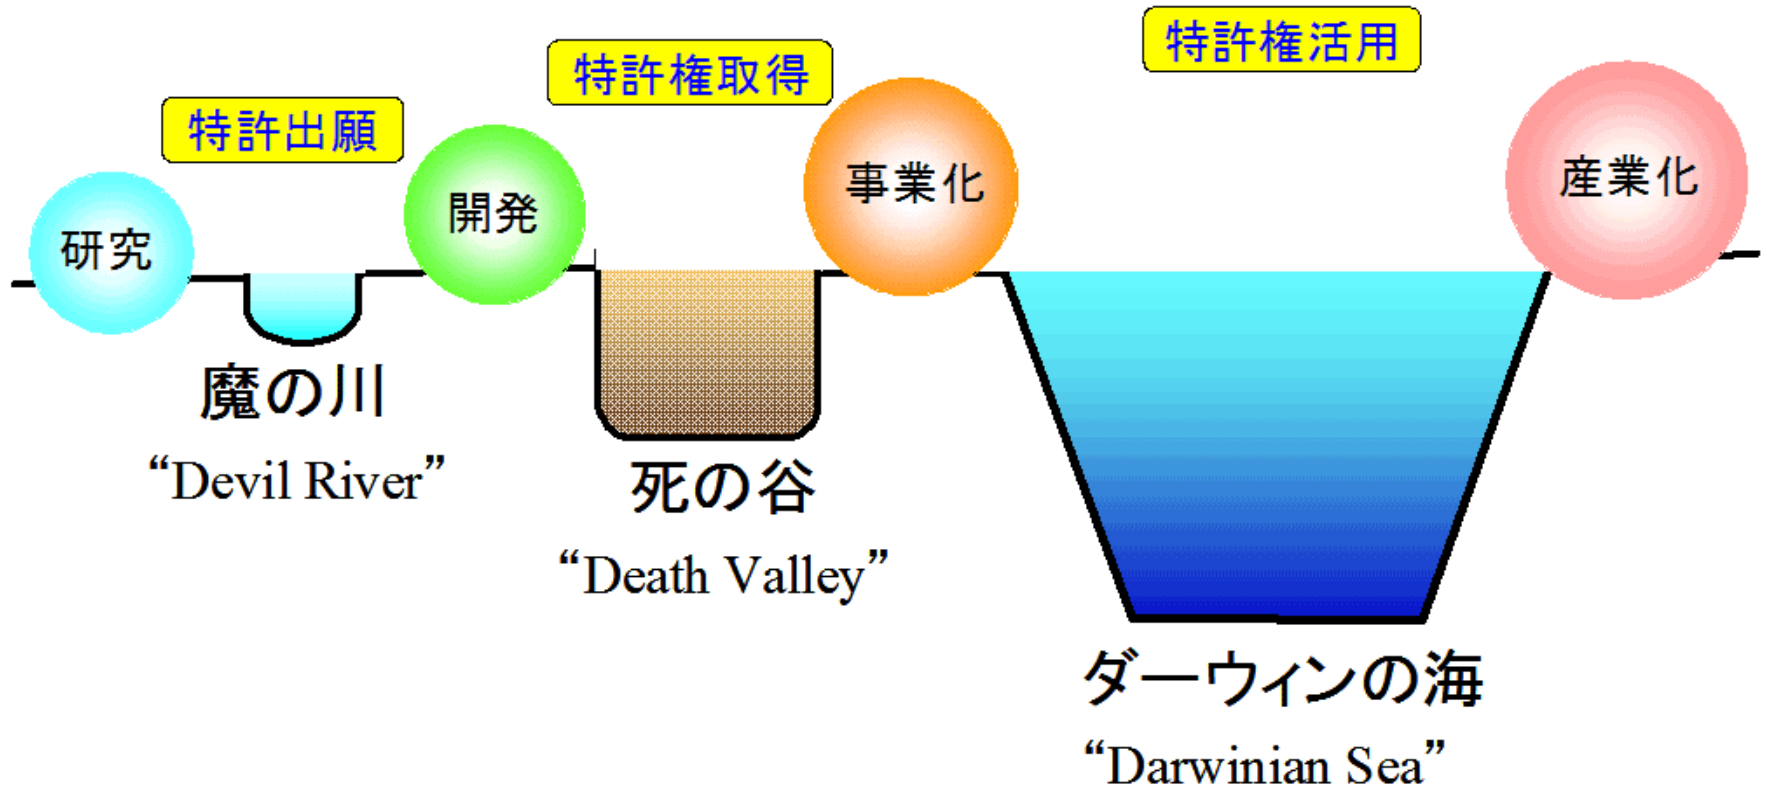 特許出願
特許権取得
特許権活用
研究
開発
事業化
産業化
魔の川
“Devil River”
死の谷
“Death Valley”
ダーウィンの海
“Darwinian Sea”